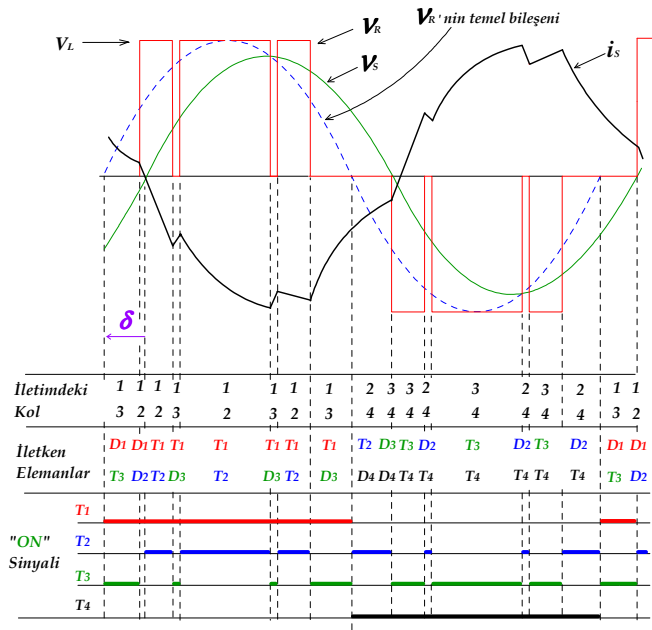 V_L
ν_R
ν_R'nin temel bileşeni
ν_S
i_S
δ
İletimdeki 1 1 1 1 1 1 1 1 2 3 3 2 3 2 3 2 1 1
Kol 3 2 2 3 2 3 2 3 4 4 4 4 4 4 4 4 3 2
İletken D1 D1 T1 T1 T1 T1 T1 T1 T2 D3 T3 D2 T3 D2 T3 D2 D1 D1
Elemanlar T3 D2 T2 D3 T2 D3 T2 D3 D4 D4 T4 T4 T4 T4 T4 T4 T3 D2
T1
"ON" T2
Sinyali T3
T4